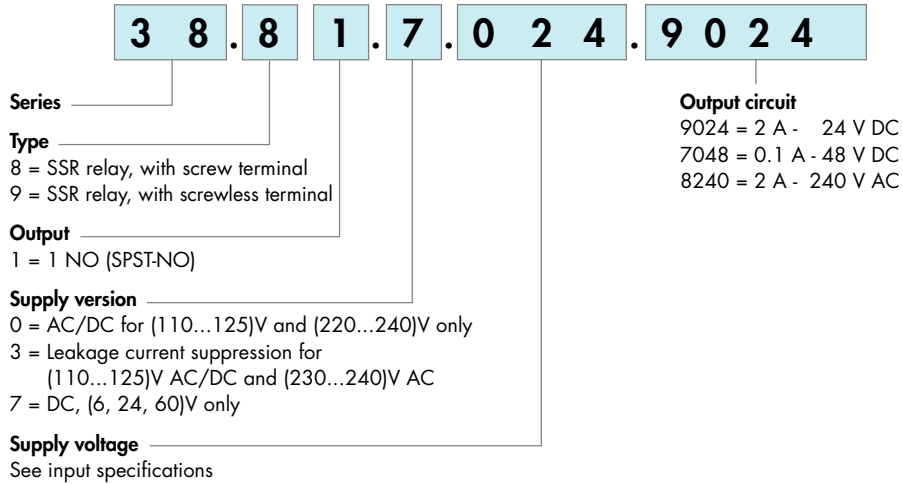 3 8 . 8 1 . 7 . 0 2 4 . 9 0 2 4
Series
Type
8 = SSR relay, with screw terminal
9 = SSR relay, with screwless terminal
Output
1 = 1 NO (SPST-NO)
Supply version
0 = AC/DC for (110...125)V and (220...240)V only
3 = Leakage current suppression for
(110...125)V AC/DC and (230...240)V AC
7 = DC, (6, 24, 60)V only
Supply voltage
See input specifications
Output circuit
9024 = 2 A - 24 V DC
7048 = 0.1 A - 48 V DC
8240 = 2 A - 240 V AC